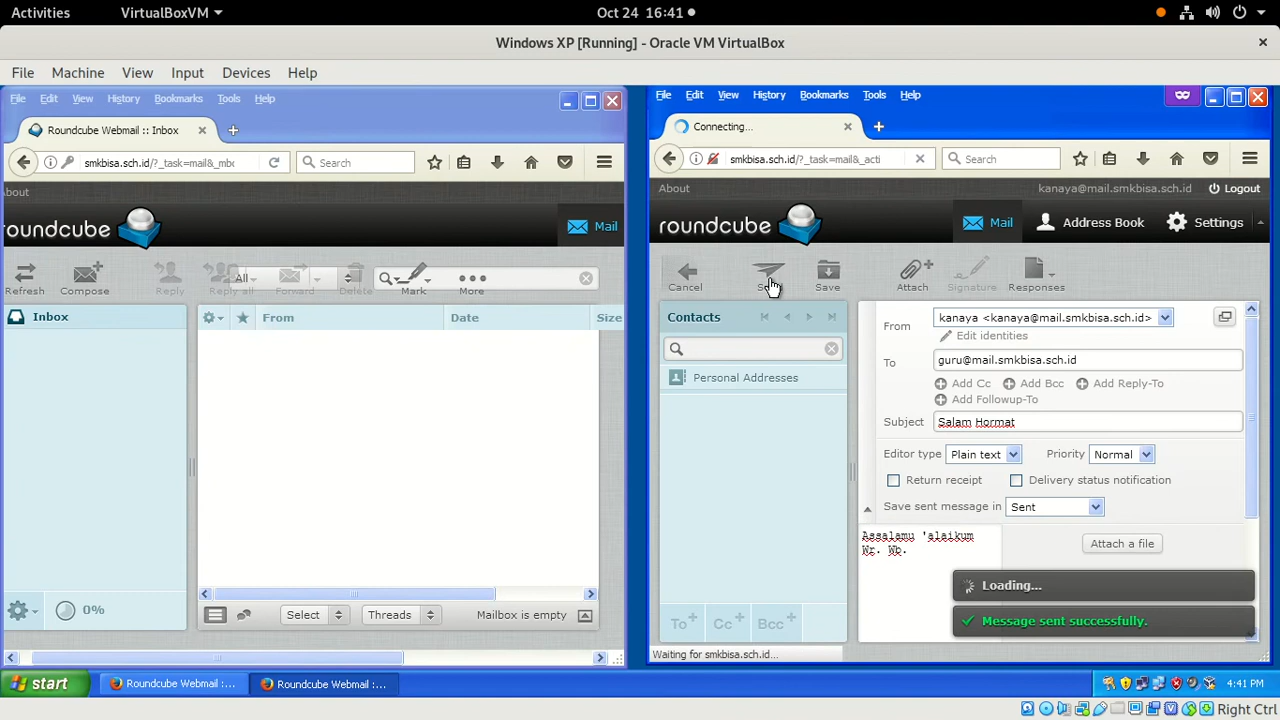 Activities VirtualBoxVM Oct 24 16:41
Windows XP [Running] - Oracle VM VirtualBox
File Machine View Input Devices Help
File Edit View History Bookmarks Tools Help
Roundcube Webmail :: Inbox
smkbisa.sch.id/?_task=mail&_mbc
Search
bout
oundcube
Mail
Refresh
Compose
Reply
Reply all
Forward
Delete
All
Mark
More
Inbox
From Date Size
0%
Select
Threads
Mailbox is empty
File Edit View History Bookmarks Tools Help
Connecting...
smkbisa.sch.id/?_task=mail&_acti
Search
About
kanaya@mail.smkbisa.sch.id Logout
roundcube
Mail Address Book Settings
Cancel
Save
Attach
Signature
Responses
Contacts
Personal Addresses
To Cc Bcc
From kanaya <kanaya@mail.smkbisa.sch.id>
Edit identities
To guru@mail.smkbisa.sch.id
Add Cc Add Bcc Add Reply-To
Add Followup-To
Subject Salam Hormat
Editor type Plain text Priority Normal
Return receipt Delivery status notification
Save sent message in Sent
Assalamu 'alaikum
Wr. Wb.
Attach a file
Loading...
Message sent successfully.
Waiting for smkbisa.sch.id...
start Roundcube Webmail :... Roundcube Webmail :... 4:41 PM
Right Ctrl